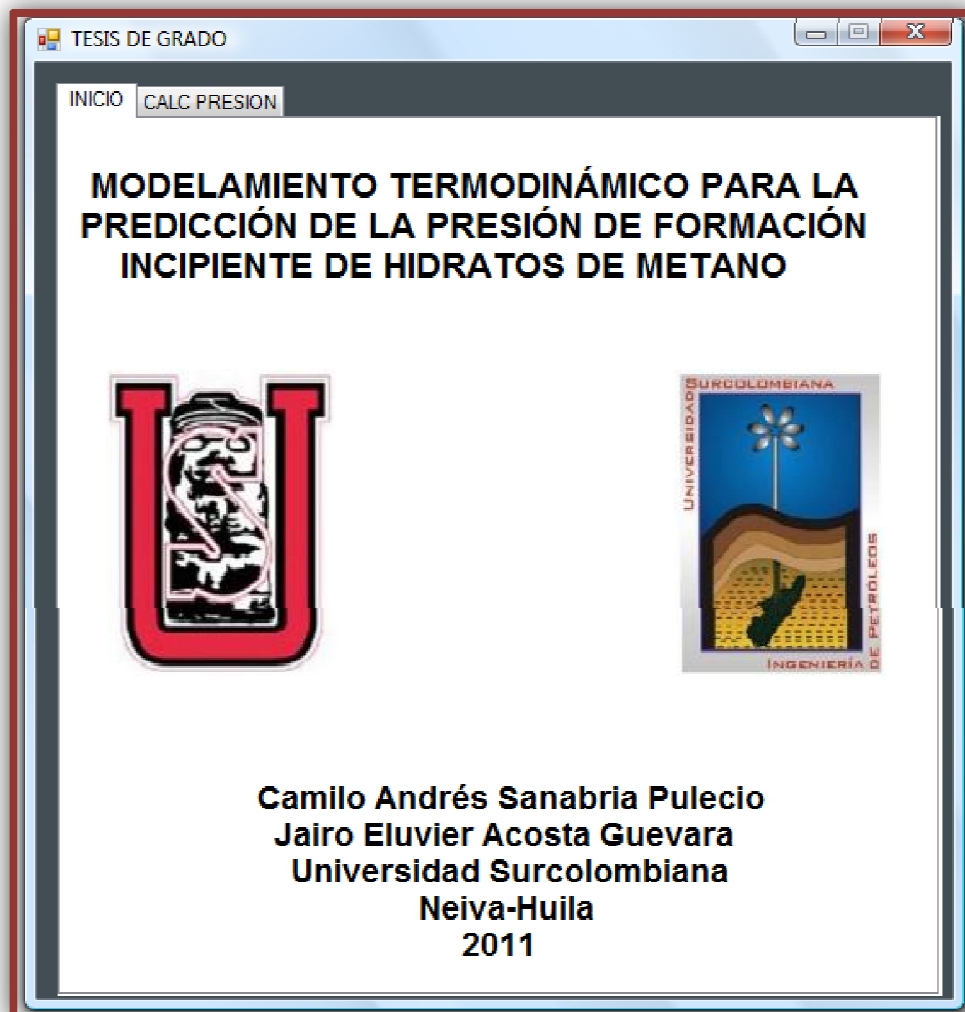 TESIS DE GRADO
INICIO
CALC PRESION
MODELAMIENTO TERMODINÁMICO PARA LA
PREDICCIÓN DE LA PRESIÓN DE FORMACIÓN
INCIPIENTE DE HIDRATOS DE METANO
US
UNIVERSIDAD
SURCOLOMBIANA
INGENIERÍA
DE PETRÓLEOS
Camilo Andrés Sanabria Pulecio
Jairo Eluvier Acosta Guevara
Universidad Surcolombiana
Neiva-Huila
2011